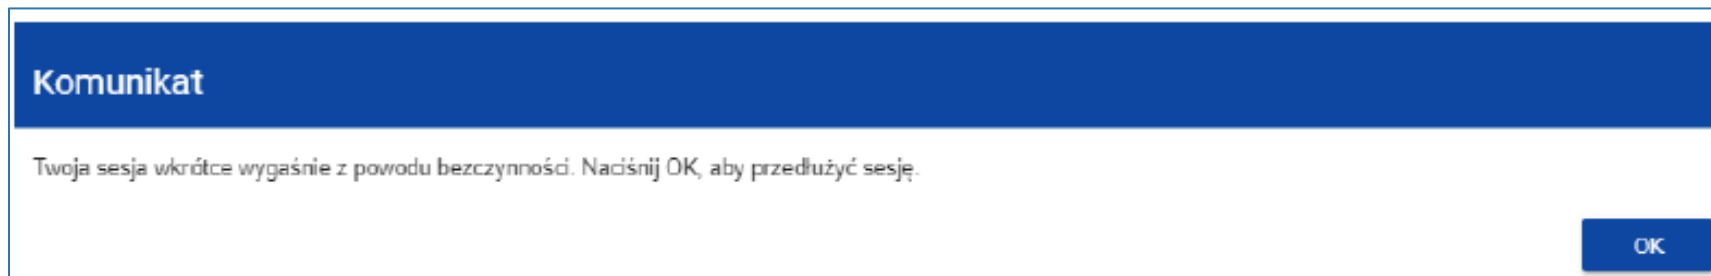 Komunikat
Twoja sesja wkrótce wygaśnie z powodu bezczynności. Naciśnij OK, aby przedłużyć sesję.
OK